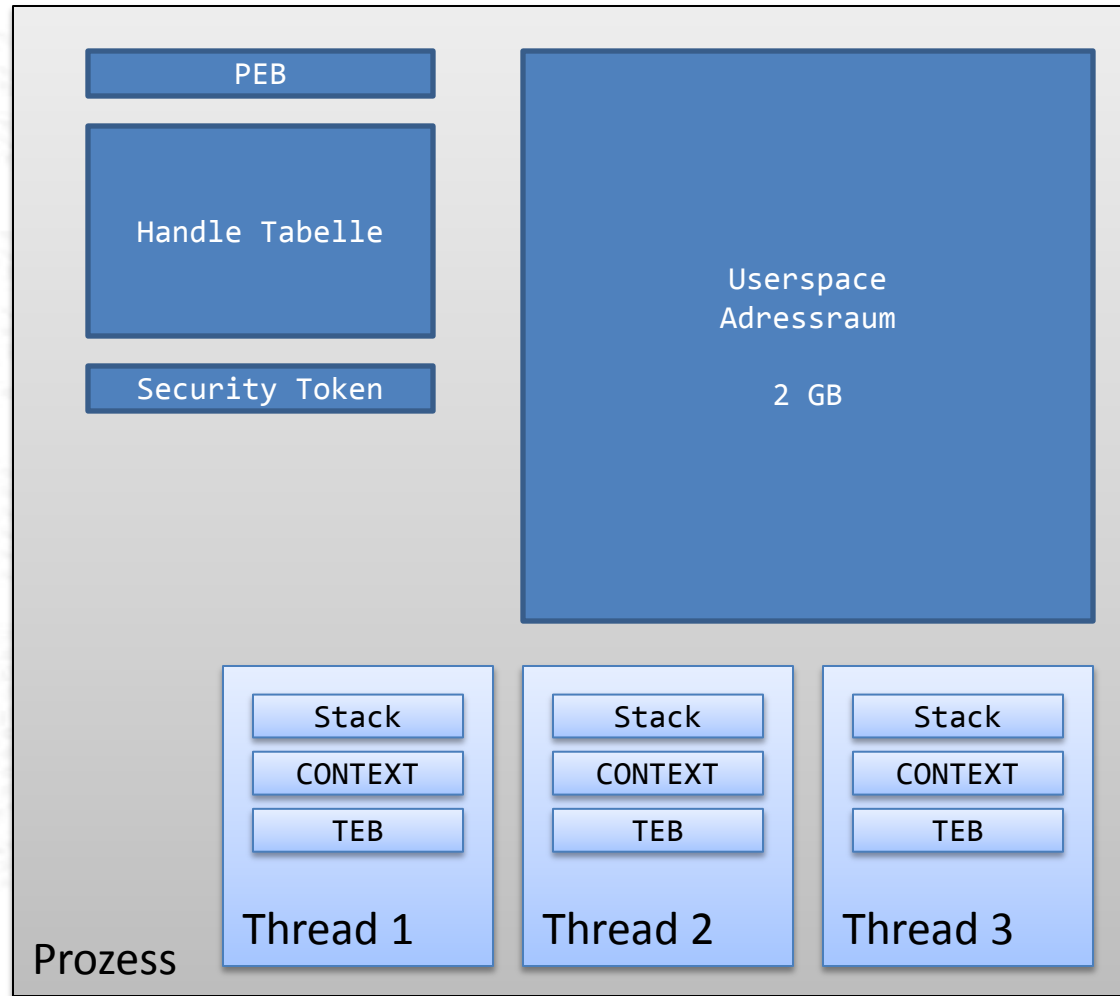 PEB
Handle Tabelle
Security Token
Userspace
Adressraum
2 GB
Stack
CONTEXT
TEB
Thread 1
Stack
CONTEXT
TEB
Thread 2
Stack
CONTEXT
TEB
Thread 3
Prozess